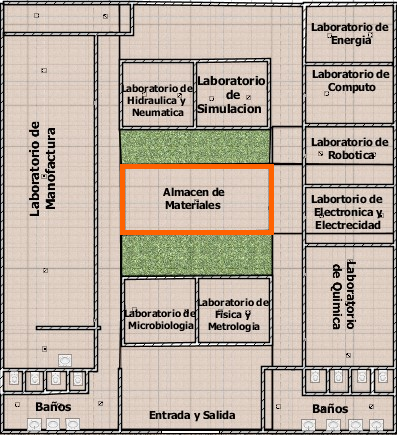 Laboratorio de
Energia
Laboratorio de
Computo
Laboratorio de
Hidraulica y
Neumatica
Laboratorio
de
Simulacion
Laboratorio de
Manofactura
Laboratorio de
Robotica
Almacen de
Materiales
Labortorio de
Electronica y
Electrecidad
Laboratorio
de Quimica
Laboratorio de
Microbiologia
Laboratorio de
Fisica y
Metrologia
Baños
Entrada y Salida
Baños